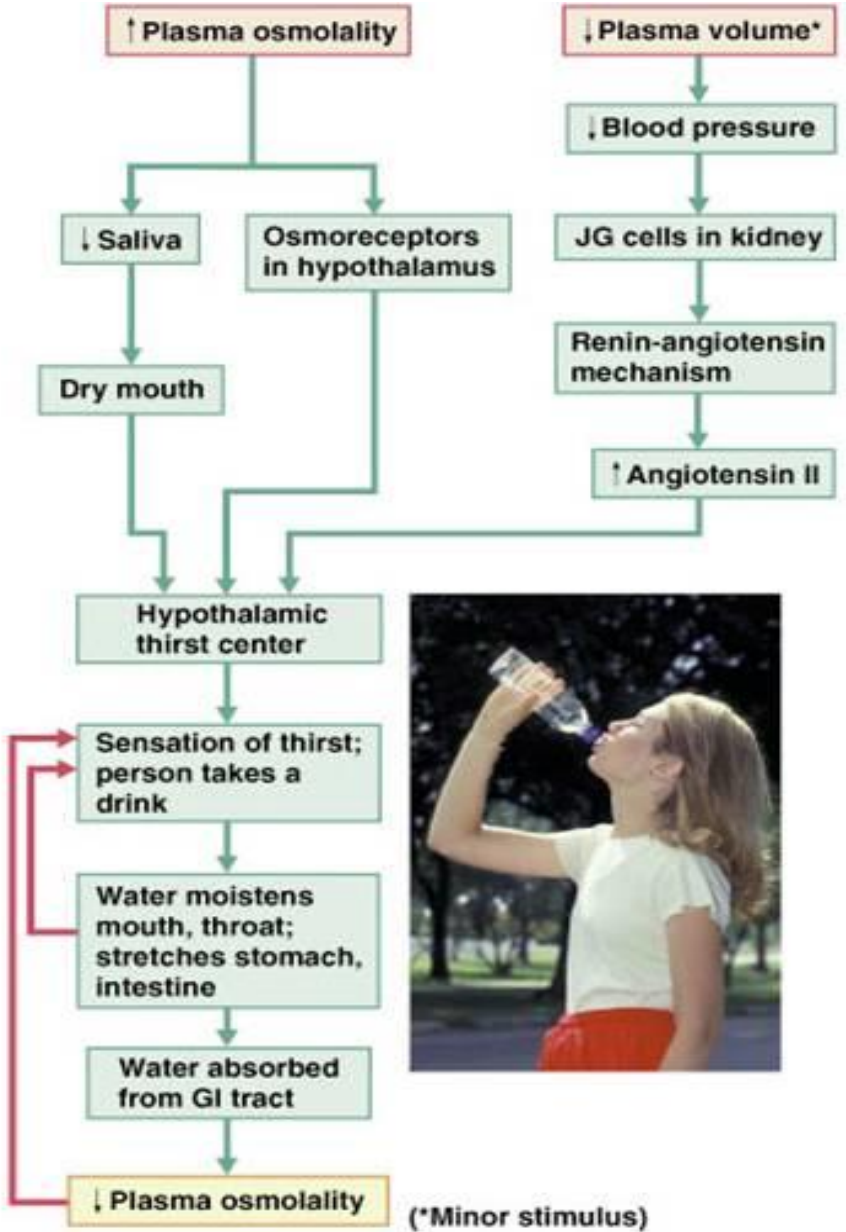 ↑ Plasma osmolality
↓ Plasma volume*
↓ Blood pressure
↓ Saliva
Osmoreceptors
in hypothalamus
JG cells in kidney
Dry mouth
Renin-angiotensin
mechanism
↑ Angiotensin II
Hypothalamic
thirst center
Sensation of thirst;
person takes a
drink
Water moistens
mouth, throat;
stretches stomach,
intestine
Water absorbed
from GI tract
↓ Plasma osmolality
(*Minor stimulus)